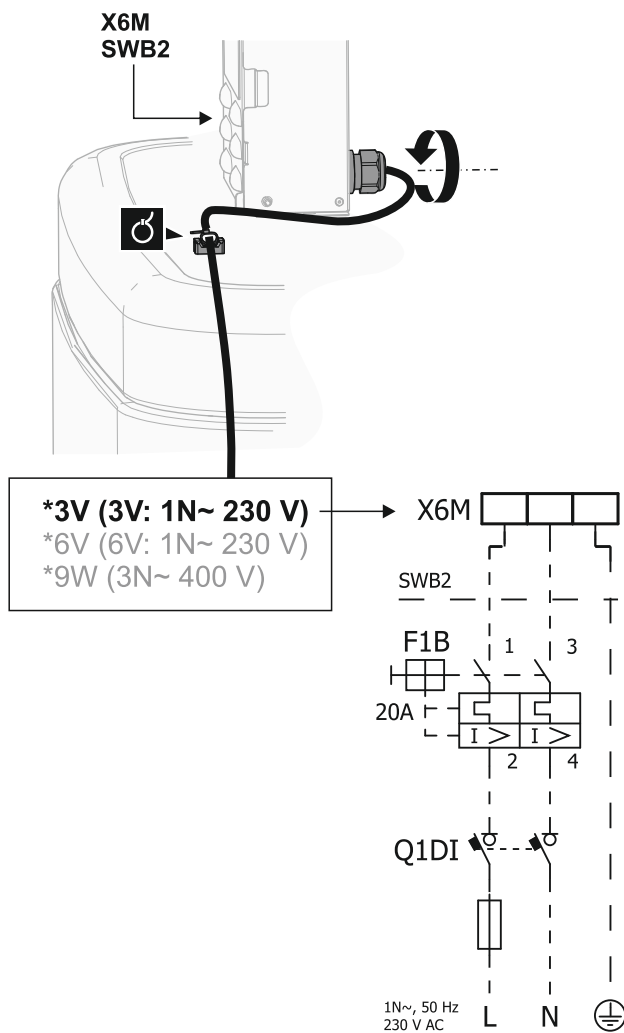 X6M
SWB2
*3V (3V: 1N~ 230 V)
*6V (6V: 1N~ 230 V)
*9W (3N~ 400 V)
X6M
SWB2
F1B
1
3
20A
I >
I >
2
4
Q1DI
1N~, 50 Hz
230 V AC
L
N